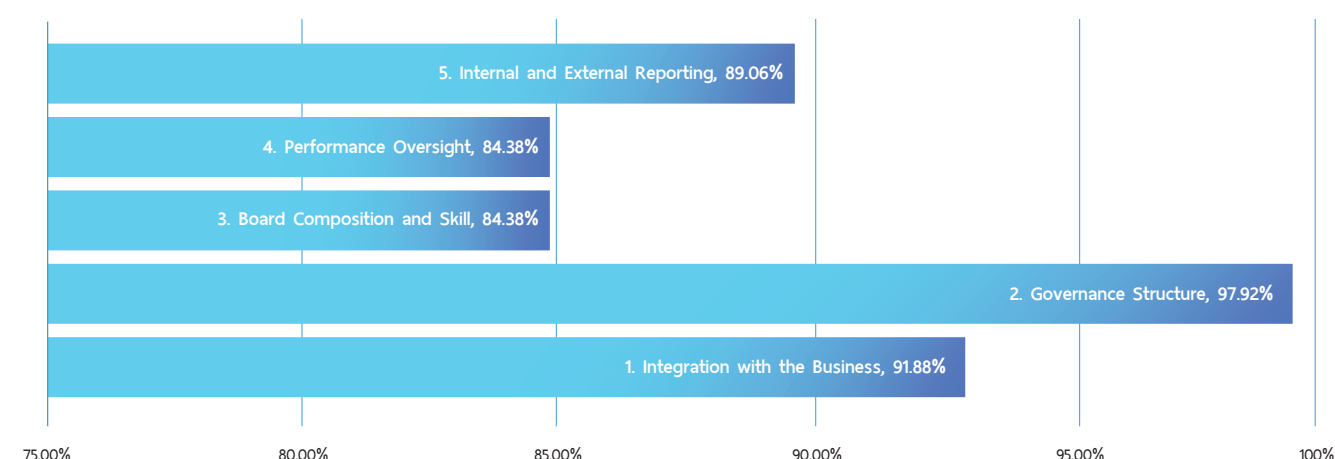 5. Internal and External Reporting, 89.06%
4. Performance Oversight, 84.38%
3. Board Composition and Skill, 84.38%
2. Governance Structure, 97.92%
1. Integration with the Business, 91.88%
75.00% 80.00% 85.00% 90.00% 95.00% 100%